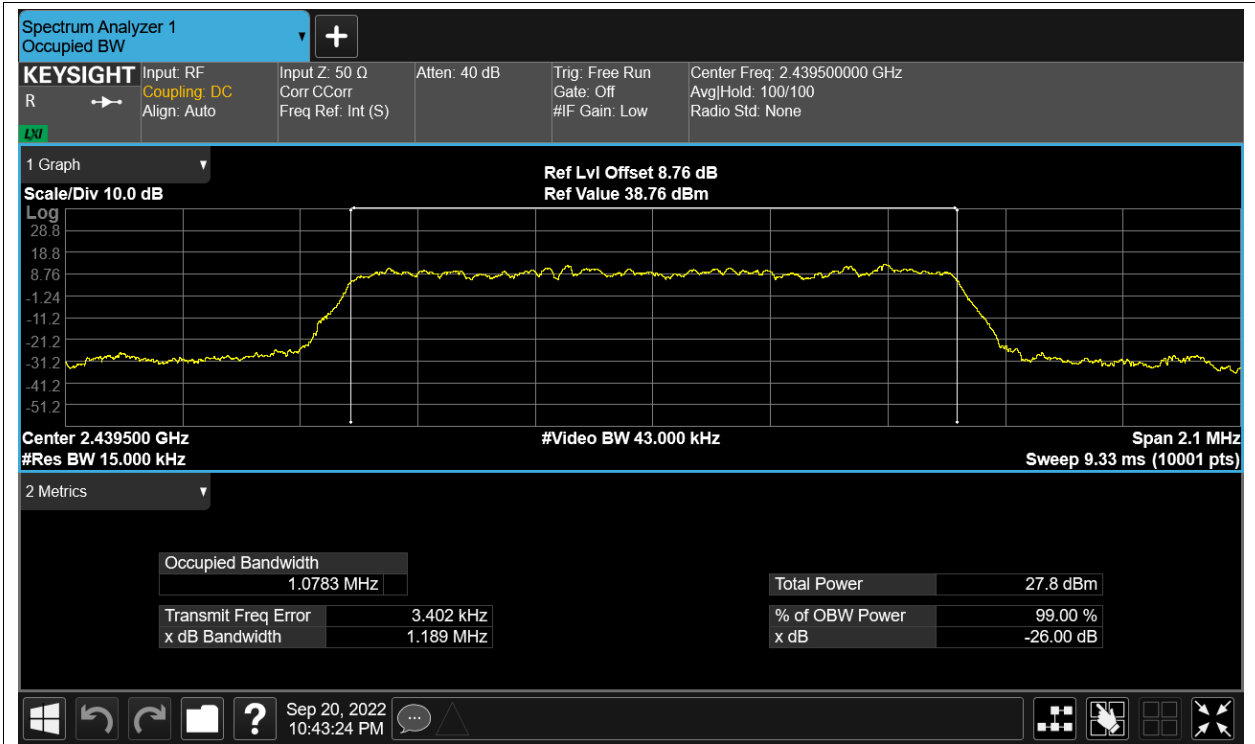 Spectrum Analyzer 1
Occupied BW
KEYSIGHT
R
LXI
Input: RF
Coupling: DC
Align: Auto
Input Z: 50 Ω
Corr CCorr
Freq Ref: Int (S)
Atten: 40 dB
Trig: Free Run
Gate: Off
#IF Gain: Low
Center Freq: 2.439500000 GHz
Avg|Hold: 100/100
Radio Std: None
1 Graph
Scale/Div 10.0 dB
Ref Lvl Offset 8.76 dB
Ref Value 38.76 dBm
Log
28.8
18.8
8.76
-1.24
-11.2
-21.2
-31.2
-41.2
-51.2
Center 2.439500 GHz
#Video BW 43.000 kHz
Span 2.1 MHz
#Res BW 15.000 kHz
Sweep 9.33 ms (10001 pts)
2 Metrics
Occupied Bandwidth
1.0783 MHz
Transmit Freq Error 3.402 kHz
x dB Bandwidth 1.189 MHz
Total Power 27.8 dBm
% of OBW Power 99.00 %
x dB -26.00 dB
?
Sep 20, 2022
10:43:24 PM